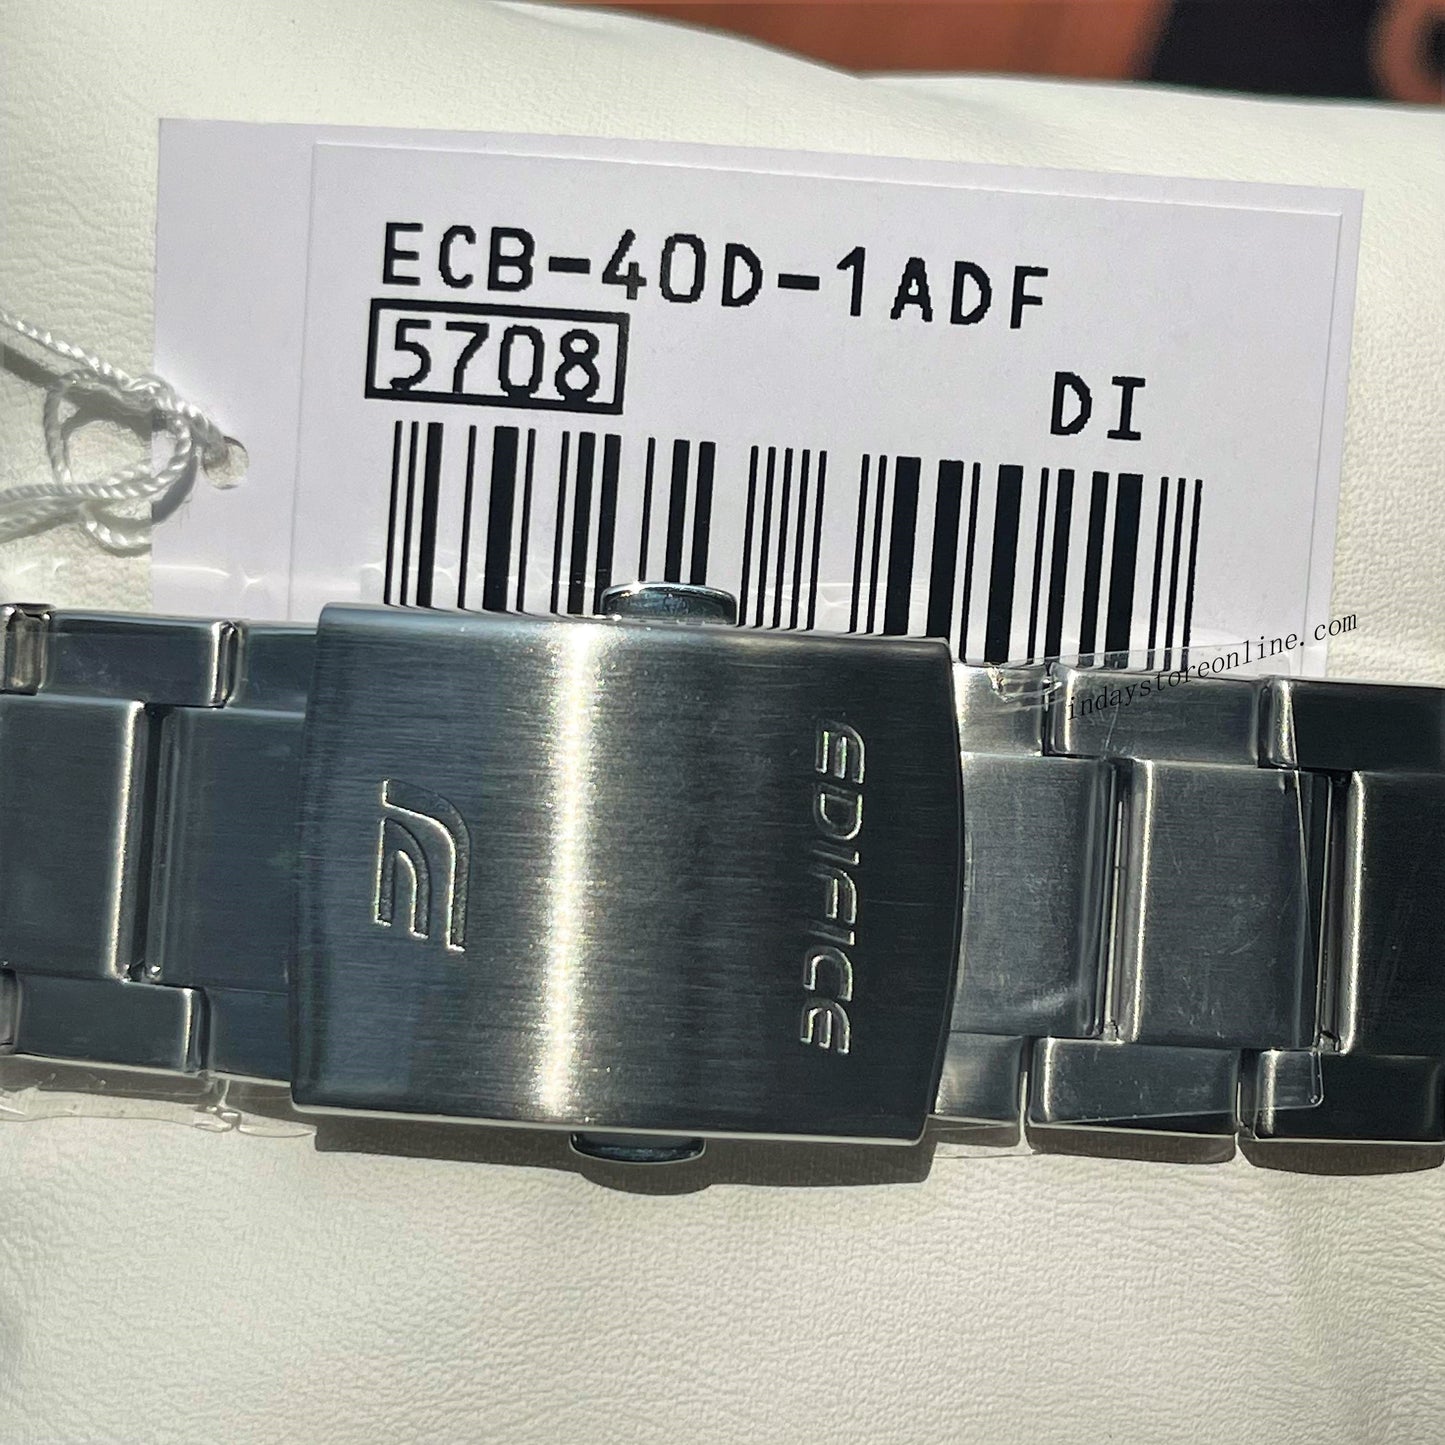 ECB-40D-1ADF
5708
DI
indaystoreonline.com
EDIFICE